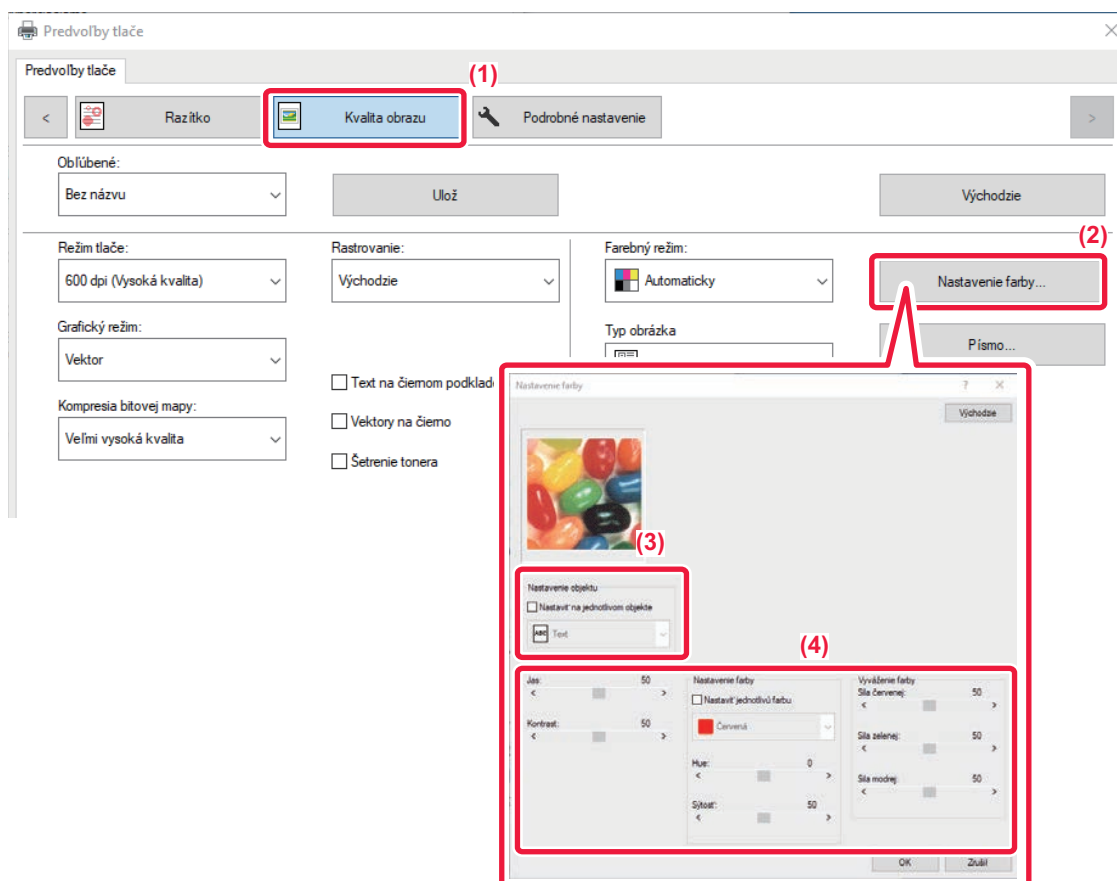 Predvoľby tlače
Predvoľby tlače
(1)
< Razítko Kvalita obrazu Podrobné nastavenie >
Obľúbené:
Bez názvu Ulož Východzie
(2)
Režim tlače: Rastrovanie: Farebný režim:
600 dpi (Vysoká kvalita) Východzie Automaticky Nastavenie farby...
Grafický režim: Typ obrázka
Vektor Písmo...
Text na čiernom podklade
Kompresia bitovej mapy:
Veľmi vysoká kvalita Vektory na čierno
Šetrenie tonera
Nastavenie farby ?
Východzie
(3)
Nastavenie objektu
Nastaviť na jednotlivom objekte
ABC Text
(4)
Jas: 50 Nastavenie farby Vyváženie farby
< > Nastaviť jednotlivú farbu Sila červenej: 50
< >
Kontrast: 50 Červená
< > Sila zelenej: 50
< >
Hue: 0
< > Sila modrej: 50
< >
Sýtosť: 50
< >
OK Zrušiť